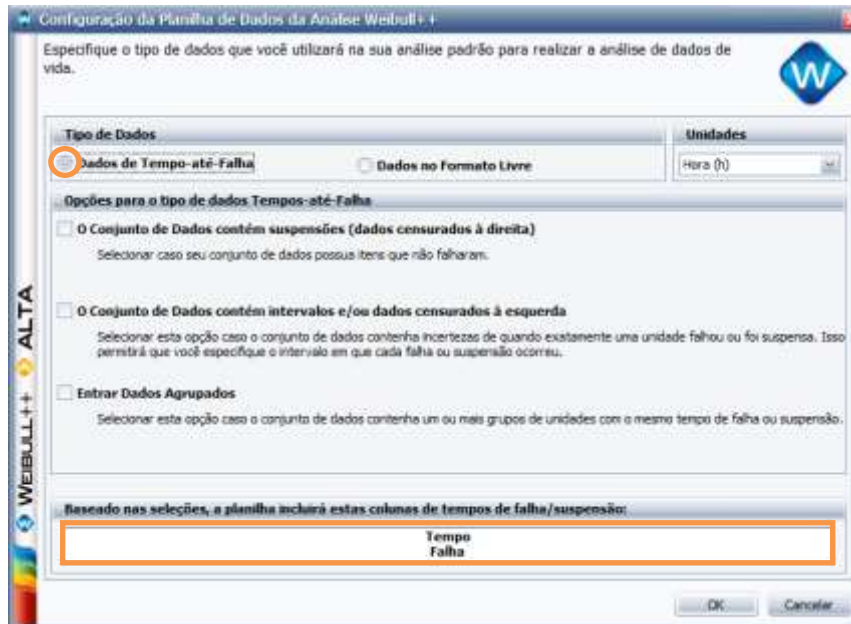 Configuração da Planilha de Dados da Análise Weibull++
Especifique o tipo de dados que você utilizará na sua análise padrão para realizar a análise de dados de
vida.
W
Tipo de Dados
Unidades
Dados de Tempo-até-Falha
Dados no Formato Livre
Hora (h)
Opções para o tipo de dados Tempos-até-Falha
O Conjunto de Dados contém suspensões (dados censurados à direita)
Selecionar caso seu conjunto de dados possua itens que não falharam.
O Conjunto de Dados contém intervalos e/ou dados censurados à esquerda
Selecionar esta opção caso o conjunto de dados contenha incertezas de quando exatamente uma unidade falhou ou foi suspensa. Isso
permitirá que você especifique o intervalo em que cada falha ou suspensão ocorreu.
Entrar Dados Agrupados
Selecionar esta opção caso o conjunto de dados contenha um ou mais grupos de unidades com o mesmo tempo de falha ou suspensão.
Baseado nas seleções, a planilha incluirá estas colunas de tempos de falha/suspensão:
Tempo
Falha
OK
Cancelar
WEIBULL++ ALTA